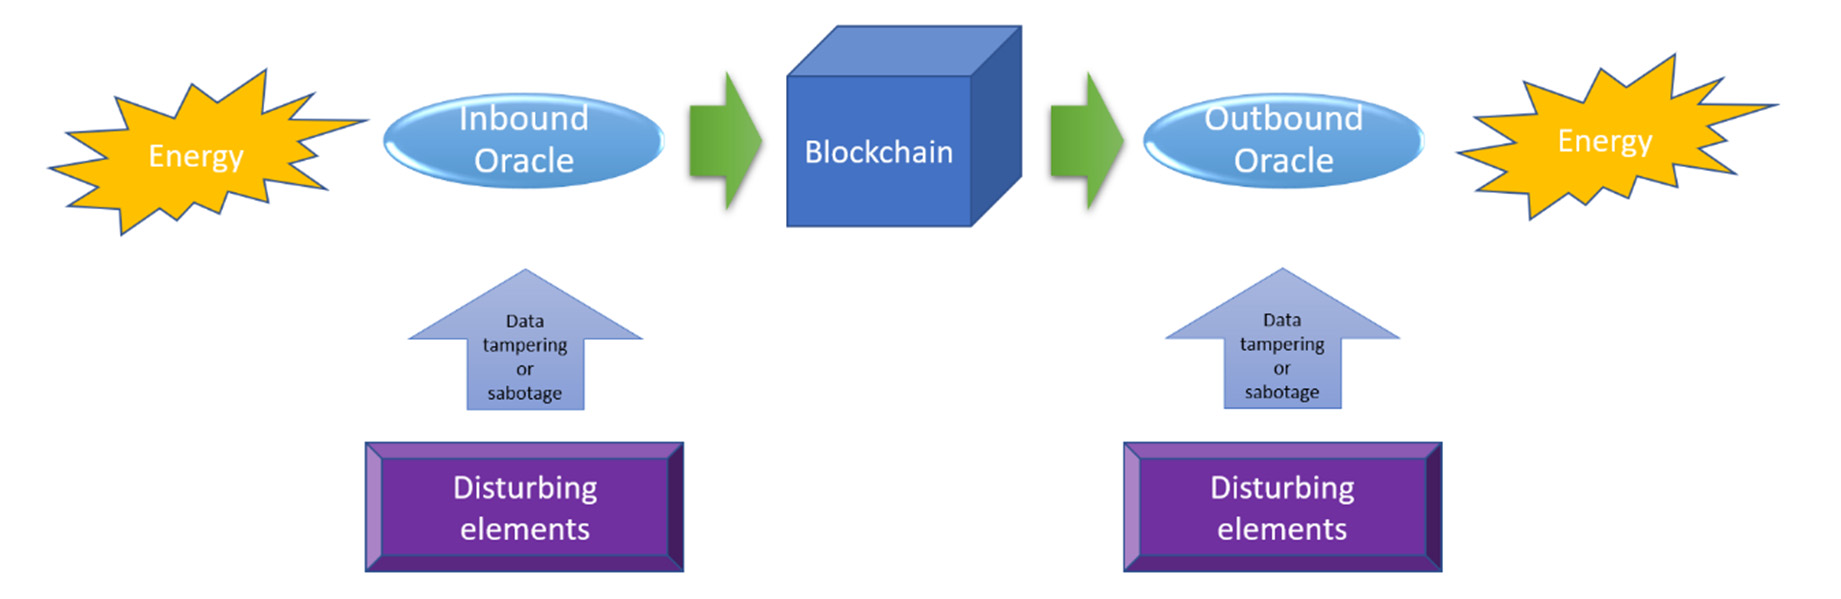 Energy
Inbound
Oracle
Blockchain
Outbound
Oracle
Energy
Data
tampering
or
sabotage
Data
tampering
or
sabotage
Disturbing
elements
Disturbing
elements